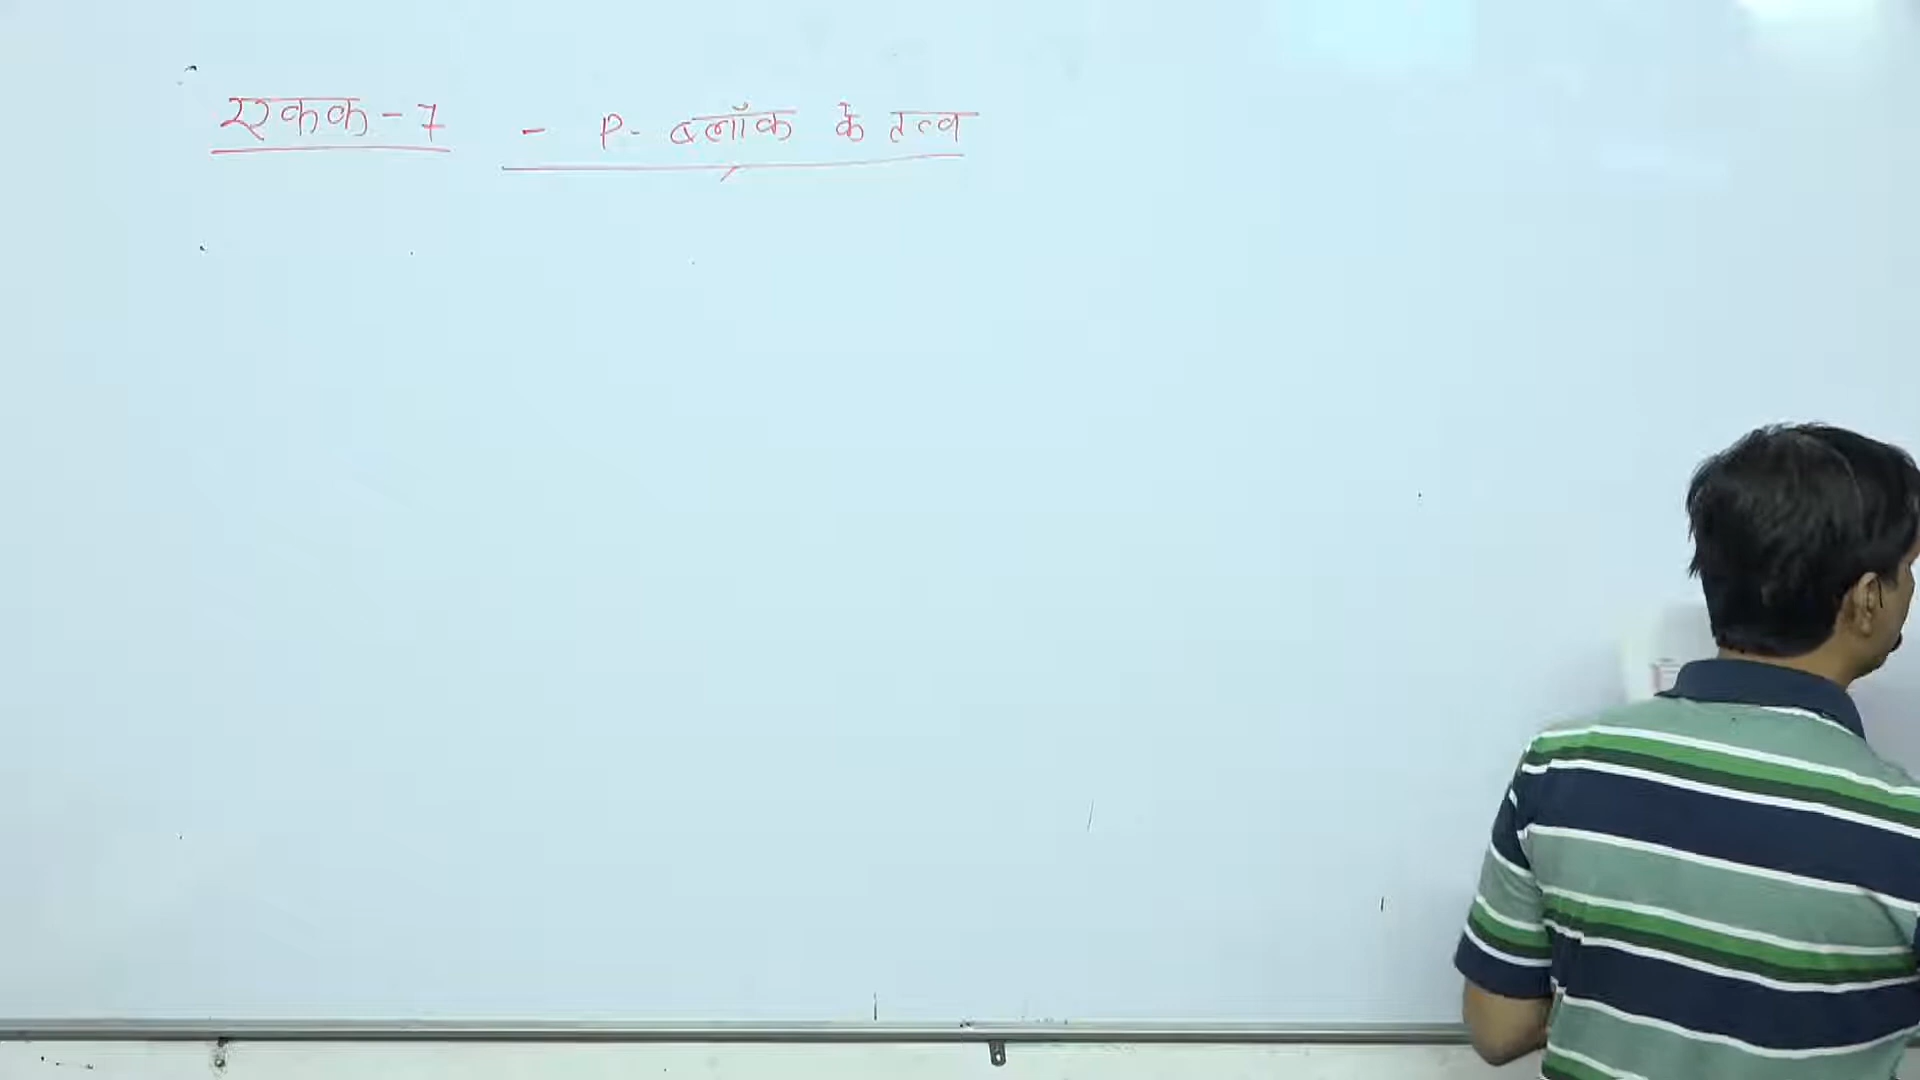 एकक - 7 - P- ब्लॉक के तत्व